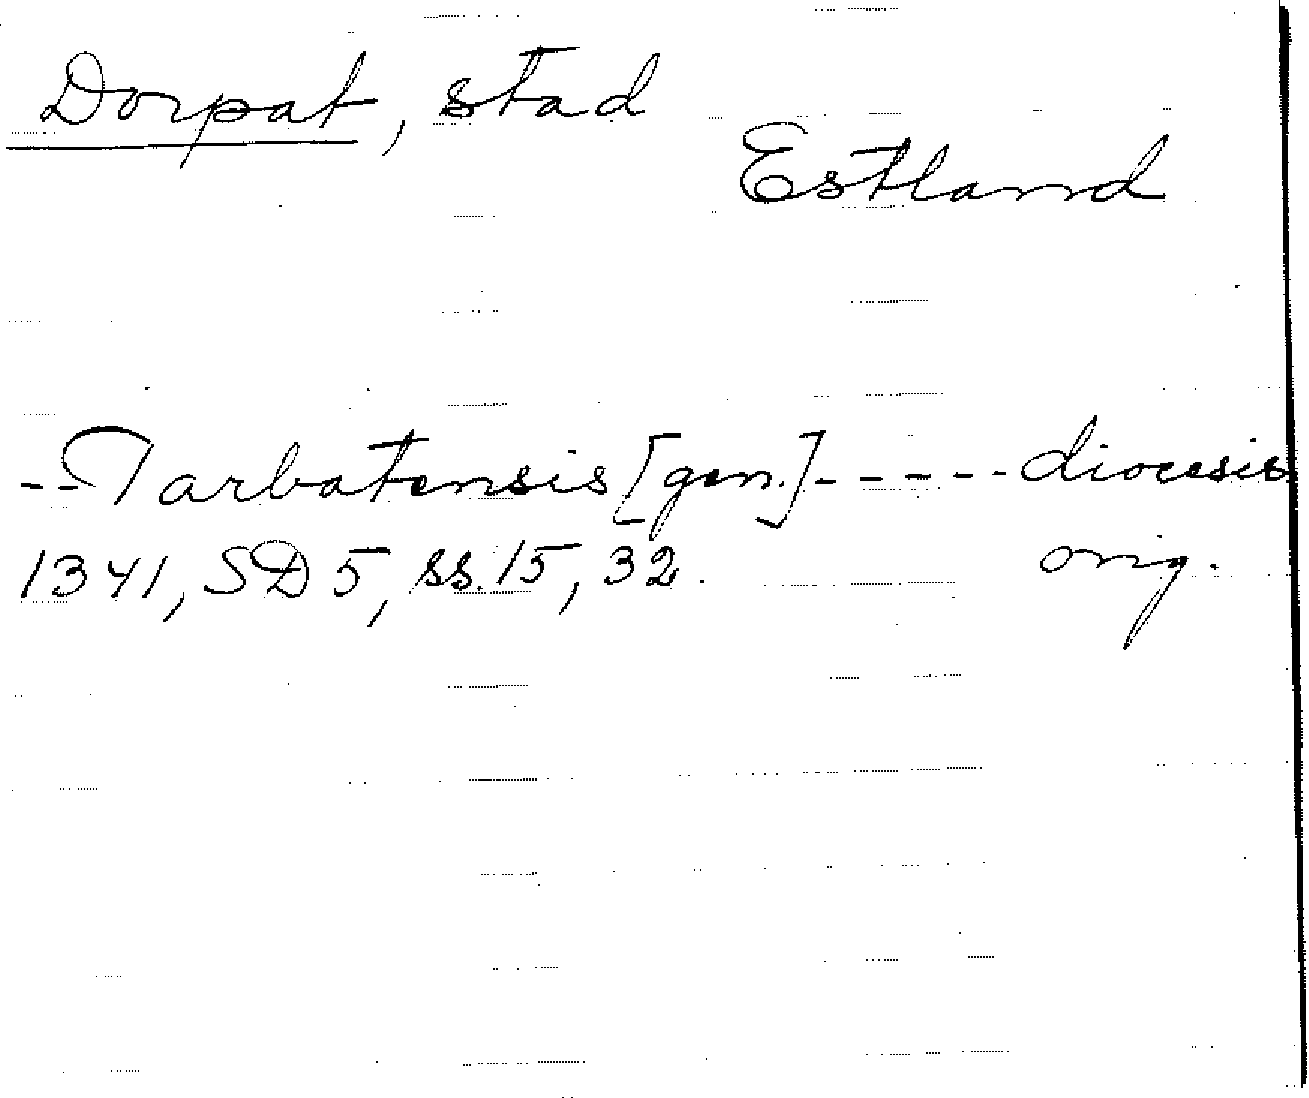 Dorpat, stad
Estland
--Tarbatensis [gen.]-----diocesis
1341, SD 5, ss. 15, 32.
orig.